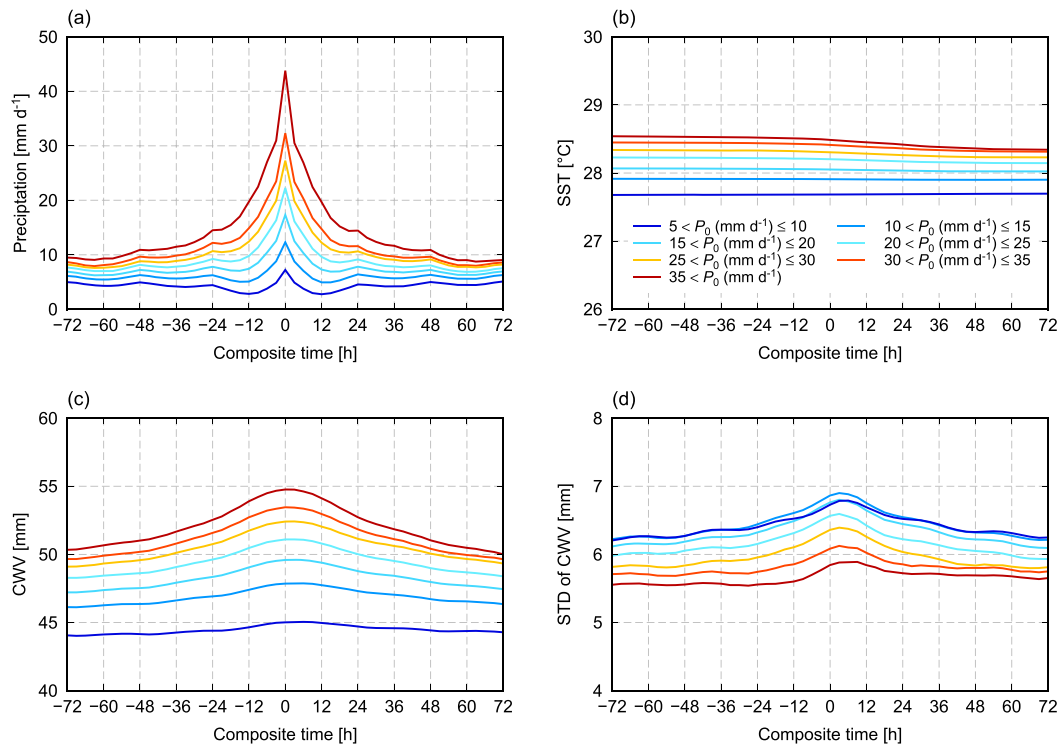 (a)
50
40
30
20
10
0
Preciptation [mm d⁻¹]
−72 −60 −48 −36 −24 −12 0 12 24 36 48 60 72
Composite time [h]
(b)
30
29
28
27
26
SST [°C]
5 < P₀ (mm d⁻¹) ≤ 10
10 < P₀ (mm d⁻¹) ≤ 15
15 < P₀ (mm d⁻¹) ≤ 20
20 < P₀ (mm d⁻¹) ≤ 25
25 < P₀ (mm d⁻¹) ≤ 30
30 < P₀ (mm d⁻¹) ≤ 35
35 < P₀ (mm d⁻¹)
−72 −60 −48 −36 −24 −12 0 12 24 36 48 60 72
Composite time [h]
(c)
60
55
50
45
40
CWV [mm]
−72 −60 −48 −36 −24 −12 0 12 24 36 48 60 72
Composite time [h]
(d)
8
7
6
5
4
STD of CWV [mm]
−72 −60 −48 −36 −24 −12 0 12 24 36 48 60 72
Composite time [h]